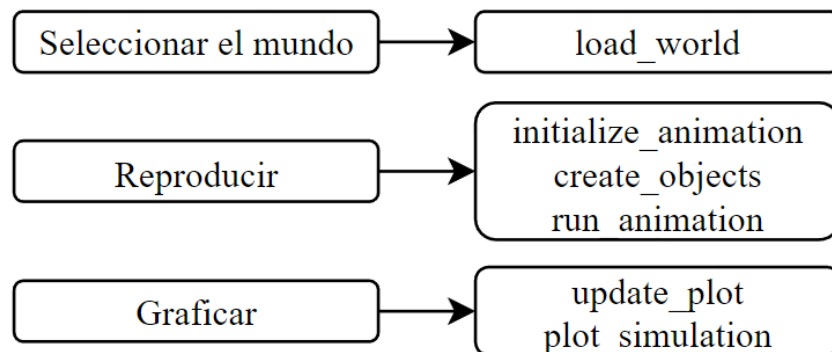 Seleccionar el mundo
load_world
Reproducir
initialize_animation
create_objects
run_animation
Graficar
update_plot
plot_simulation